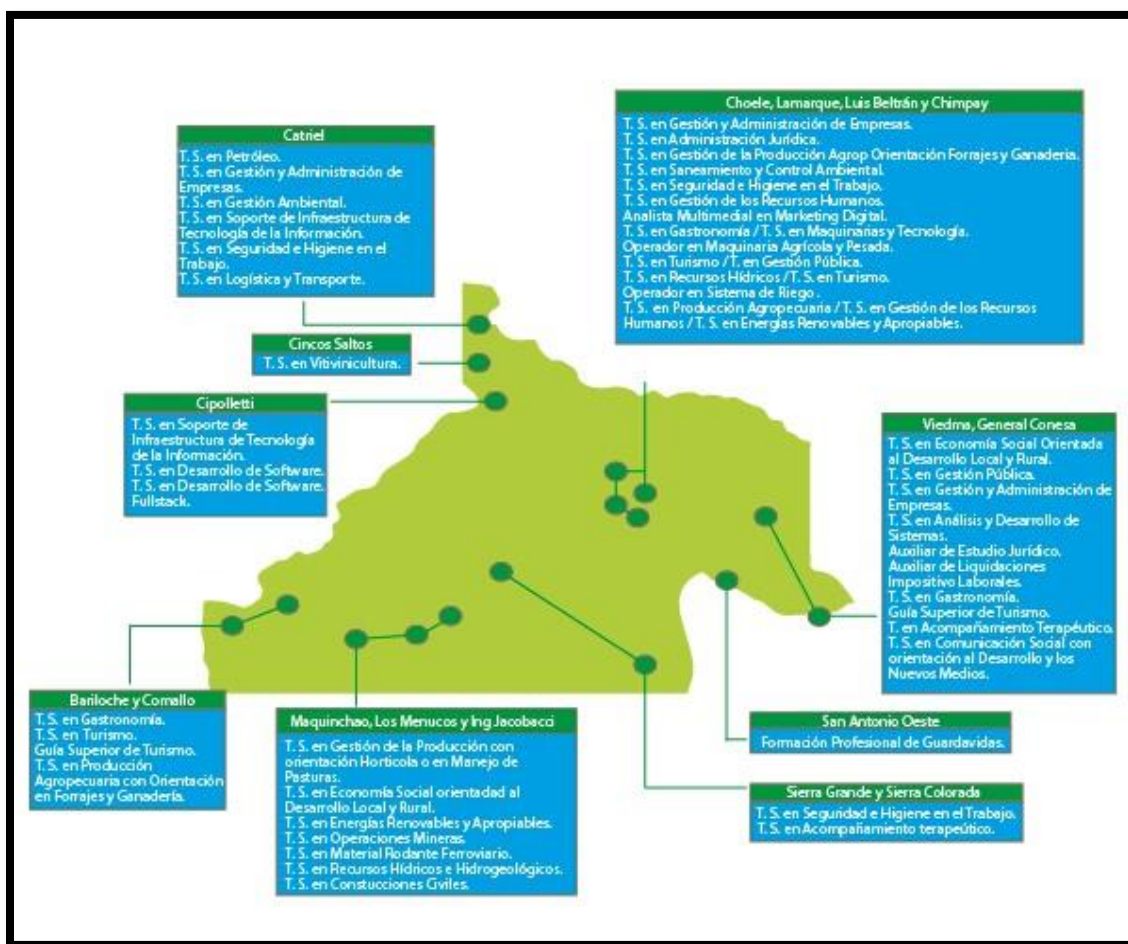 Choele, Lamarque, Luis Beltrán y Chimpay
T. S. en Gestión y Administración de Empresas.
T. S. en Administración Jurídica.
T. S. en Gestión de la Producción Agrop Orientación Forrajes y Ganaderia.
T. S. en Saneamiento y Control Ambiental.
T. S. en Seguridad e Higiene en el Trabajo.
T. S. en Gestión de los Recursos Humanos.
Analista Multimedial en Marketing Digital.
T. S. en Gastronomía / T. S. en Maquinarias y Tecnología.
Operador en Maquinaria Agrícola y Pesada.
T. S. en Turismo / T. en Gestión Pública.
T. S. en Recursos Hídricos / T. S. en Turismo.
Operador en Sistema de Riego .
T. S. en Producción Agropecuaria / T. S. en Gestión de los Recursos
Humanos / T. S. en Energías Renovables y Apropiables.
Catriel
T. S. en Petróleo.
T. S. en Gestión y Administración de
Empresas.
T. S. en Gestión Ambiental.
T. S. en Soporte de Infraestructura de
Tecnología de la Información.
T. S. en Seguridad e Higiene en el
Trabajo.
T. S. en Logística y Transporte.
Cincos Saltos
T. S. en Vitivinicultura.
Cipolletti
T. S. en Soporte de
Infraestructura de Tecnología
de la Información.
T. S. en Desarrollo de Software.
T. S. en Desarrollo de Software.
Fullstack.
Viedma, General Conesa
T. S. en Economía Social Orientada
al Desarrollo Local y Rural.
T. S. en Gestión Pública.
T. S. en Gestión y Administración de
Empresas.
T. S. en Análisis y Desarrollo de
Sistemas.
Auxiliar de Estudio Jurídico.
Auxiliar de Liquidaciones
Impositivo Laborales.
T. S. en Gastronomía.
Guía Superior de Turismo.
T. en Acompañamiento Terapéutico.
T. S. en Comunicación Social con
orientación al Desarrollo y los
Nuevos Medios.
Bariloche y Comallo
T. S. en Gastronomía.
T. S. en Turismo.
Guía Superior de Turismo.
T. S. en Producción
Agropecuaria con Orientación
en Forrajes y Ganadería.
Maquinchao, Los Menucos y Ing Jacobacci
T. S. en Gestión de la Producción con
orientación Horticola o en Manejo de
Pasturas.
T. S. en Economía Social orientadad al
Desarrollo Local y Rural.
T. S. en Energías Renovables y Apropiables.
T. S. en Operaciones Mineras.
T. S. en Material Rodante Ferroviario.
T. S. en Recursos Hídricos e Hidrogeológicos.
T. S. en Constucciones Civiles.
San Antonio Oeste
Formación Profesional de Guardavidas.
Sierra Grande y Sierra Colorada
T. S. en Seguridad e Higiene en el Trabajo.
T. S. en Acompañamiento terapeútico.